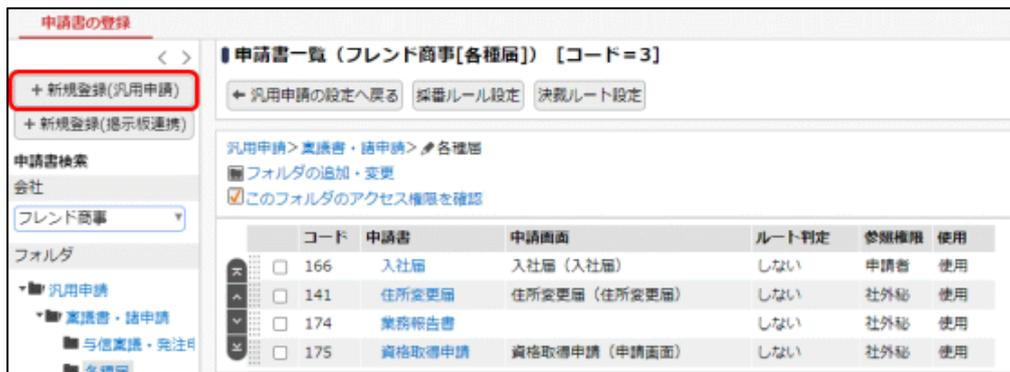 申請書の登録
< >
+ 新規登録(汎用申請)
+ 新規登録(掲示板連携)
申請書検索
会社
フレンド商事
フォルダ
汎用申請
稟議書・諸申請
与信稟議・発注申
各種届
申請書一覧（フレンド商事[各種届]） [コード=3]
汎用申請の設定へ戻る 採番ルール設定 決裁ルート設定
汎用申請>稟議書・諸申請>各種届
フォルダの追加・変更
このフォルダのアクセス権限を確認
コード 申請書 申請画面 ルート判定 参照権限 使用
166 入社届 入社届（入社届） しない 申請者 使用
141 住所変更届 住所変更届（住所変更届） しない 社外秘 使用
174 業務報告書 しない 社外秘 使用
175 資格取得申請 資格取得申請（申請画面） しない 社外秘 使用